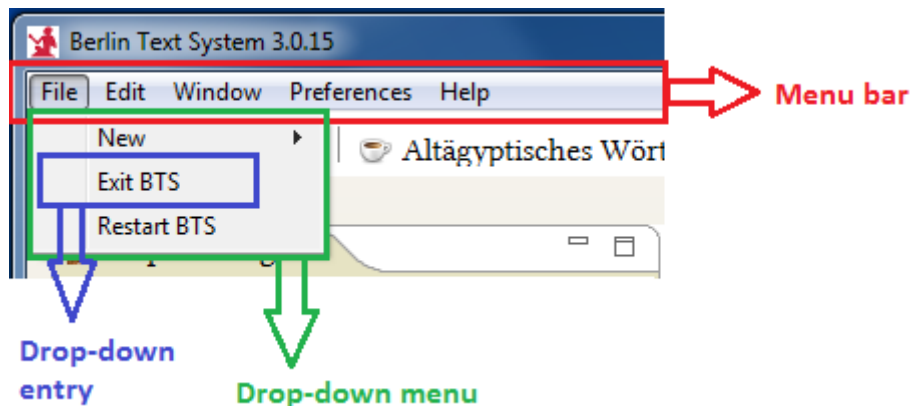 Berlin Text System 3.0.15
File Edit Window Preferences Help
Menu bar
New
Altägyptisches Wört
Exit BTS
Restart BTS
Drop-down
entry
Drop-down menu